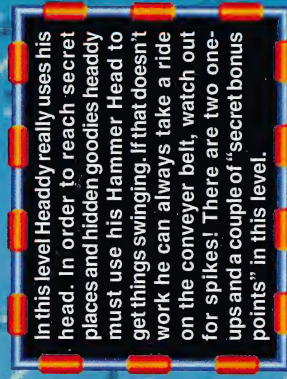 In this level Headdy really uses his
head. In order to reach secret
places and hidden goodies headdy
must use his Hammer Head to
get things swinging. If that doesn't
work he can always take a ride
on the conveyer belt, watch out
for spikes! There are two one-
ups and a couple of "secret bonus
points" in this level.